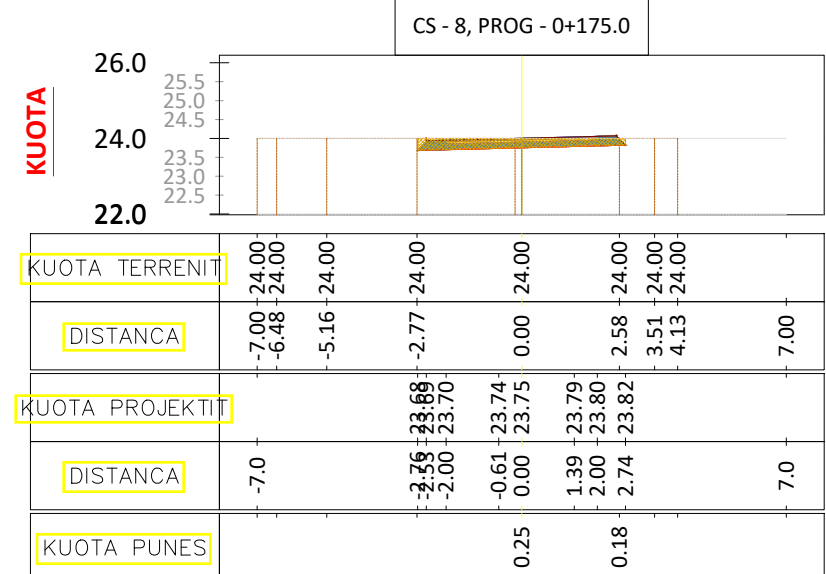 CS - 8, PROG - 0+175.0
KUOTA
26.0
25.5
25.0
24.5
24.0
23.5
23.0
22.5
22.0
KUOTA TERRENIT 24.00 24.00 24.00 24.00 24.00 24.00 24.00 24.00
DISTANCA -7.00 -6.48 -5.16 -2.77 0.00 2.58 3.51 4.13 7.00
KUOTA PROJEKTIT 23.68 23.69 23.70 23.74 23.75 23.79 23.80 23.82
DISTANCA -7.0 -2.76 -2.53 -2.00 -0.61 0.00 1.39 2.00 2.74 7.0
KUOTA PUNES 0.25 0.18